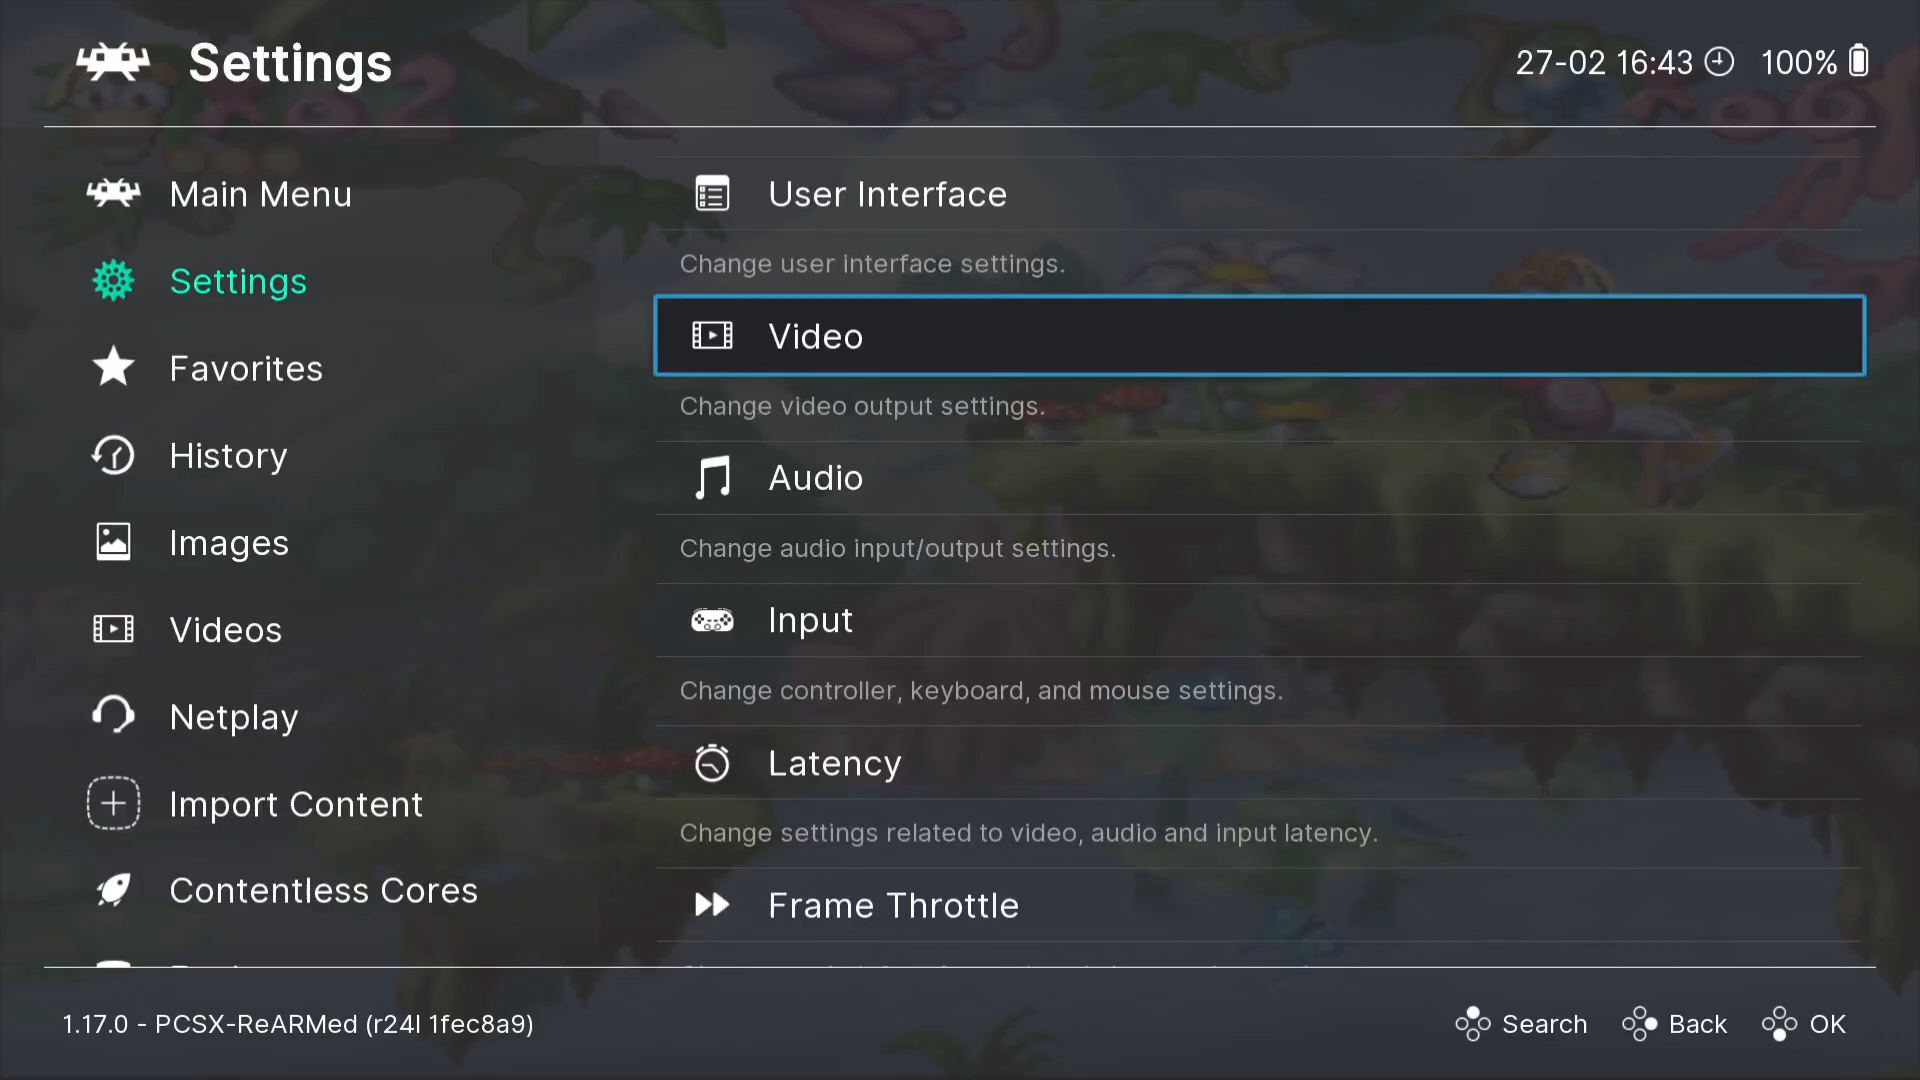 Settings
27-02 16:43
100%
Main Menu
Settings
Favorites
History
Images
Videos
Netplay
Import Content
Contentless Cores
User Interface
Change user interface settings.
Video
Change video output settings.
Audio
Change audio input/output settings.
Input
Change controller, keyboard, and mouse settings.
Latency
Change settings related to video, audio and input latency.
Frame Throttle
1.17.0 - PCSX-ReARMed (r24l 1fec8a9)
Search
Back
OK